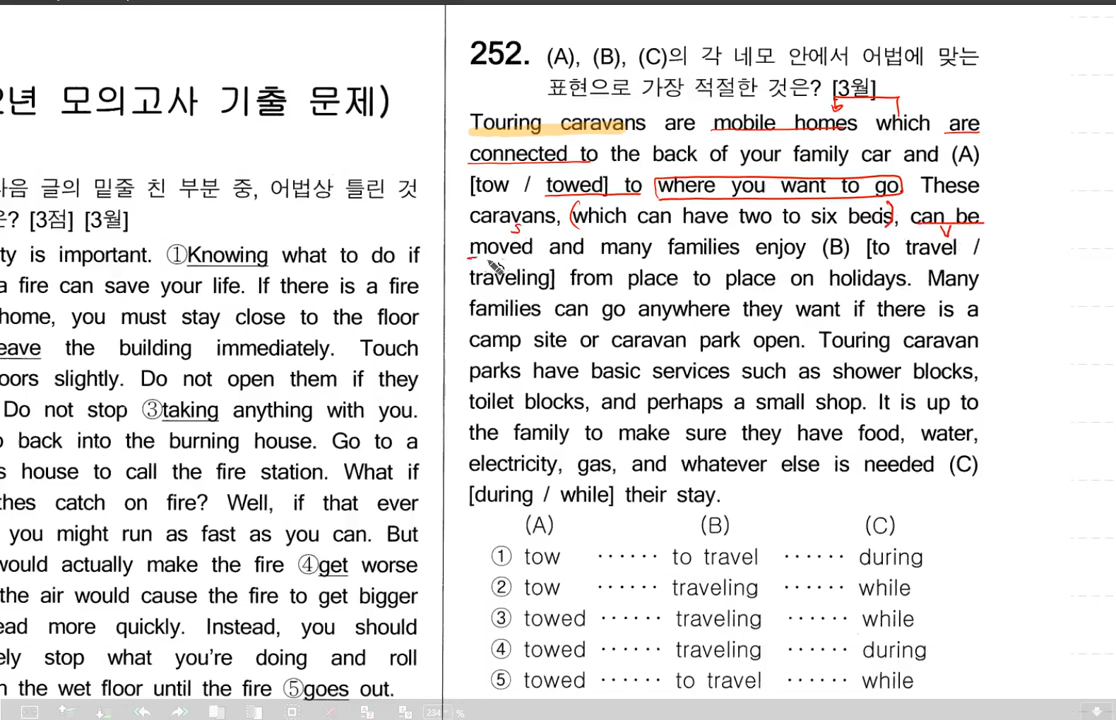 2년 모의고사 기출 문제)
다음 글의 밑줄 친 부분 중, 어법상 틀린 것
? [3점] [3월]
ty is important. ①Knowing what to do if
a fire can save your life. If there is a fire
home, you must stay close to the floor
eave the building immediately. Touch
oors slightly. Do not open them if they
Do not stop ③taking anything with you.
o back into the burning house. Go to a
s house to call the fire station. What if
thes catch on fire? Well, if that ever
you might run as fast as you can. But
would actually make the fire ④get worse
the air would cause the fire to get bigger
ead more quickly. Instead, you should
ely stop what you're doing and roll
n the wet floor until the fire ⑤goes out.
252. (A), (B), (C)의 각 네모 안에서 어법에 맞는
표현으로 가장 적절한 것은? [3월]
Touring caravans are mobile homes which are
connected to the back of your family car and (A)
[tow / towed] to where you want to go. These
caravans, (which can have two to six beds), can be
s
moved and many families enjoy (B) [to travel /
traveling] from place to place on holidays. Many
families can go anywhere they want if there is a
camp site or caravan park open. Touring caravan
parks have basic services such as shower blocks,
toilet blocks, and perhaps a small shop. It is up to
the family to make sure they have food, water,
electricity, gas, and whatever else is needed (C)
[during / while] their stay.
(A) (B) (C)
① tow ...... to travel ...... during
② tow ...... traveling ...... while
③ towed ...... traveling ...... while
④ towed ...... traveling ...... during
⑤ towed ...... to travel ...... while
234 %